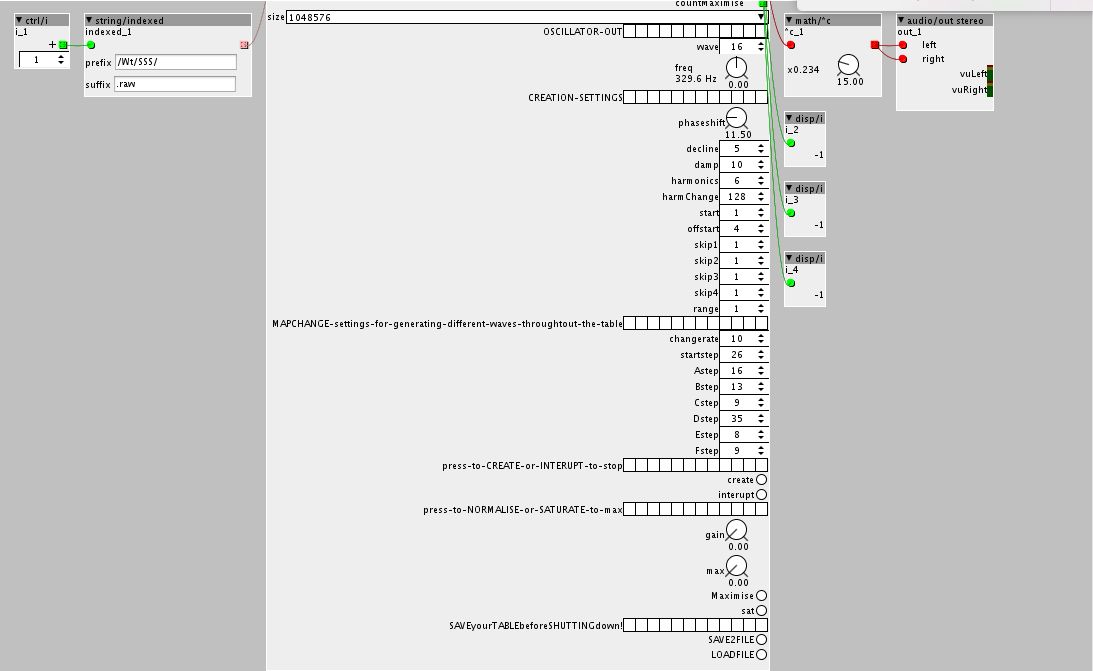 ▼ ctrl/i
i_1
+
1
▼ string/indexed
indexed_1
prefix /Wt/SSS/
suffix .raw
countMaximise
size 1048576
OSCILLATOR-OUT
wave 16
freq
329.6 Hz
0.00
CREATION-SETTINGS
phaseshift
11.50
decline 5
damp 10
harmonics 6
harmChange 128
start 1
offstart 4
skip1 1
skip2 1
skip3 1
skip4 1
range 1
MAPCHANGE-settings-for-generating-different-waves-throughtout-the-table
changerate 10
startstep 26
Astep 16
Bstep 13
Cstep 9
Dstep 35
Estep 8
Fstep 9
press-to-CREATE-or-INTERUPT-to-stop
create
interupt
press-to-NORMALISE-or-SATURATE-to-max
gain
0.00
max
0.00
Maximise
sat
SAVEyourTABLEbeforeSHUTTINGdown!
SAVE2FILE
LOADFILE
▼ math/*c
*c_1
x0.234
15.00
▼ audio/out stereo
out_1
left
right
vuLeft
vuRight
▼ disp/i
i_2
-1
▼ disp/i
i_3
-1
▼ disp/i
i_4
-1